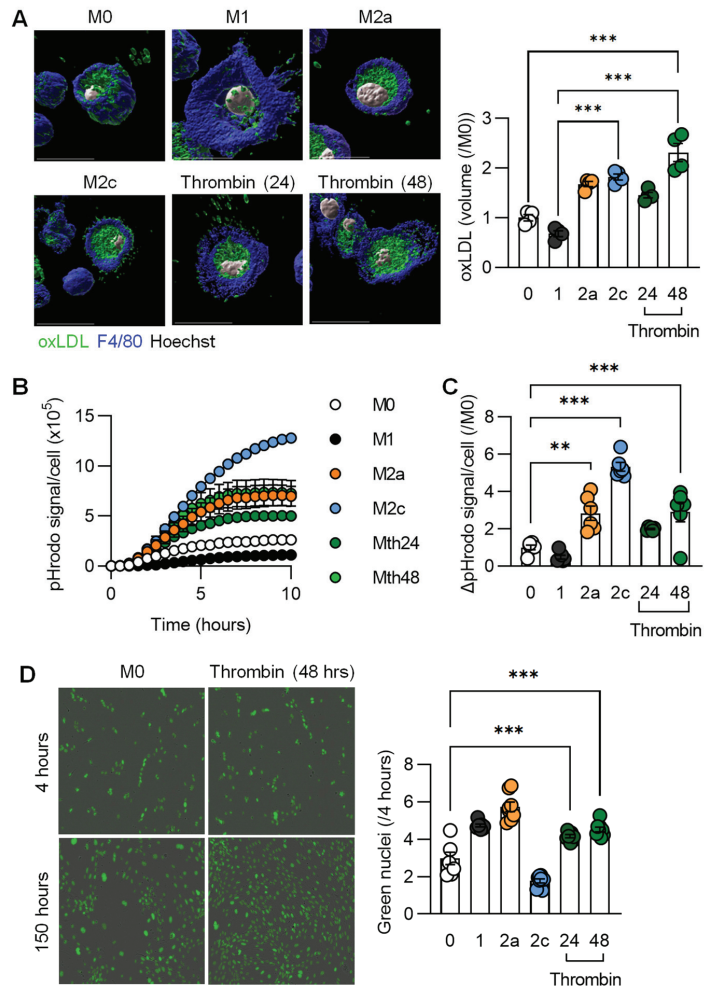 A
M0 M1 M2a
M2c Thrombin (24) Thrombin (48)
oxLDL F4/80 Hoechst
oxLDL (volume (/M0))
3
2
1
0
***
***
***
0 1 2a 2c 24 48
Thrombin
B
pHrodo signal/cell (x10⁵)
15
10
5
0
0 5 10
Time (hours)
M0
M1
M2a
M2c
Mth24
Mth48
C
ΔpHrodo signal/cell (/M0)
8
6
4
2
0
***
***
**
0 1 2a 2c 24 48
Thrombin
D
M0 Thrombin (48 hrs)
4 hours
150 hours
Green nuclei (/4 hours)
8
6
4
2
0
***
***
0 1 2a 2c 24 48
Thrombin